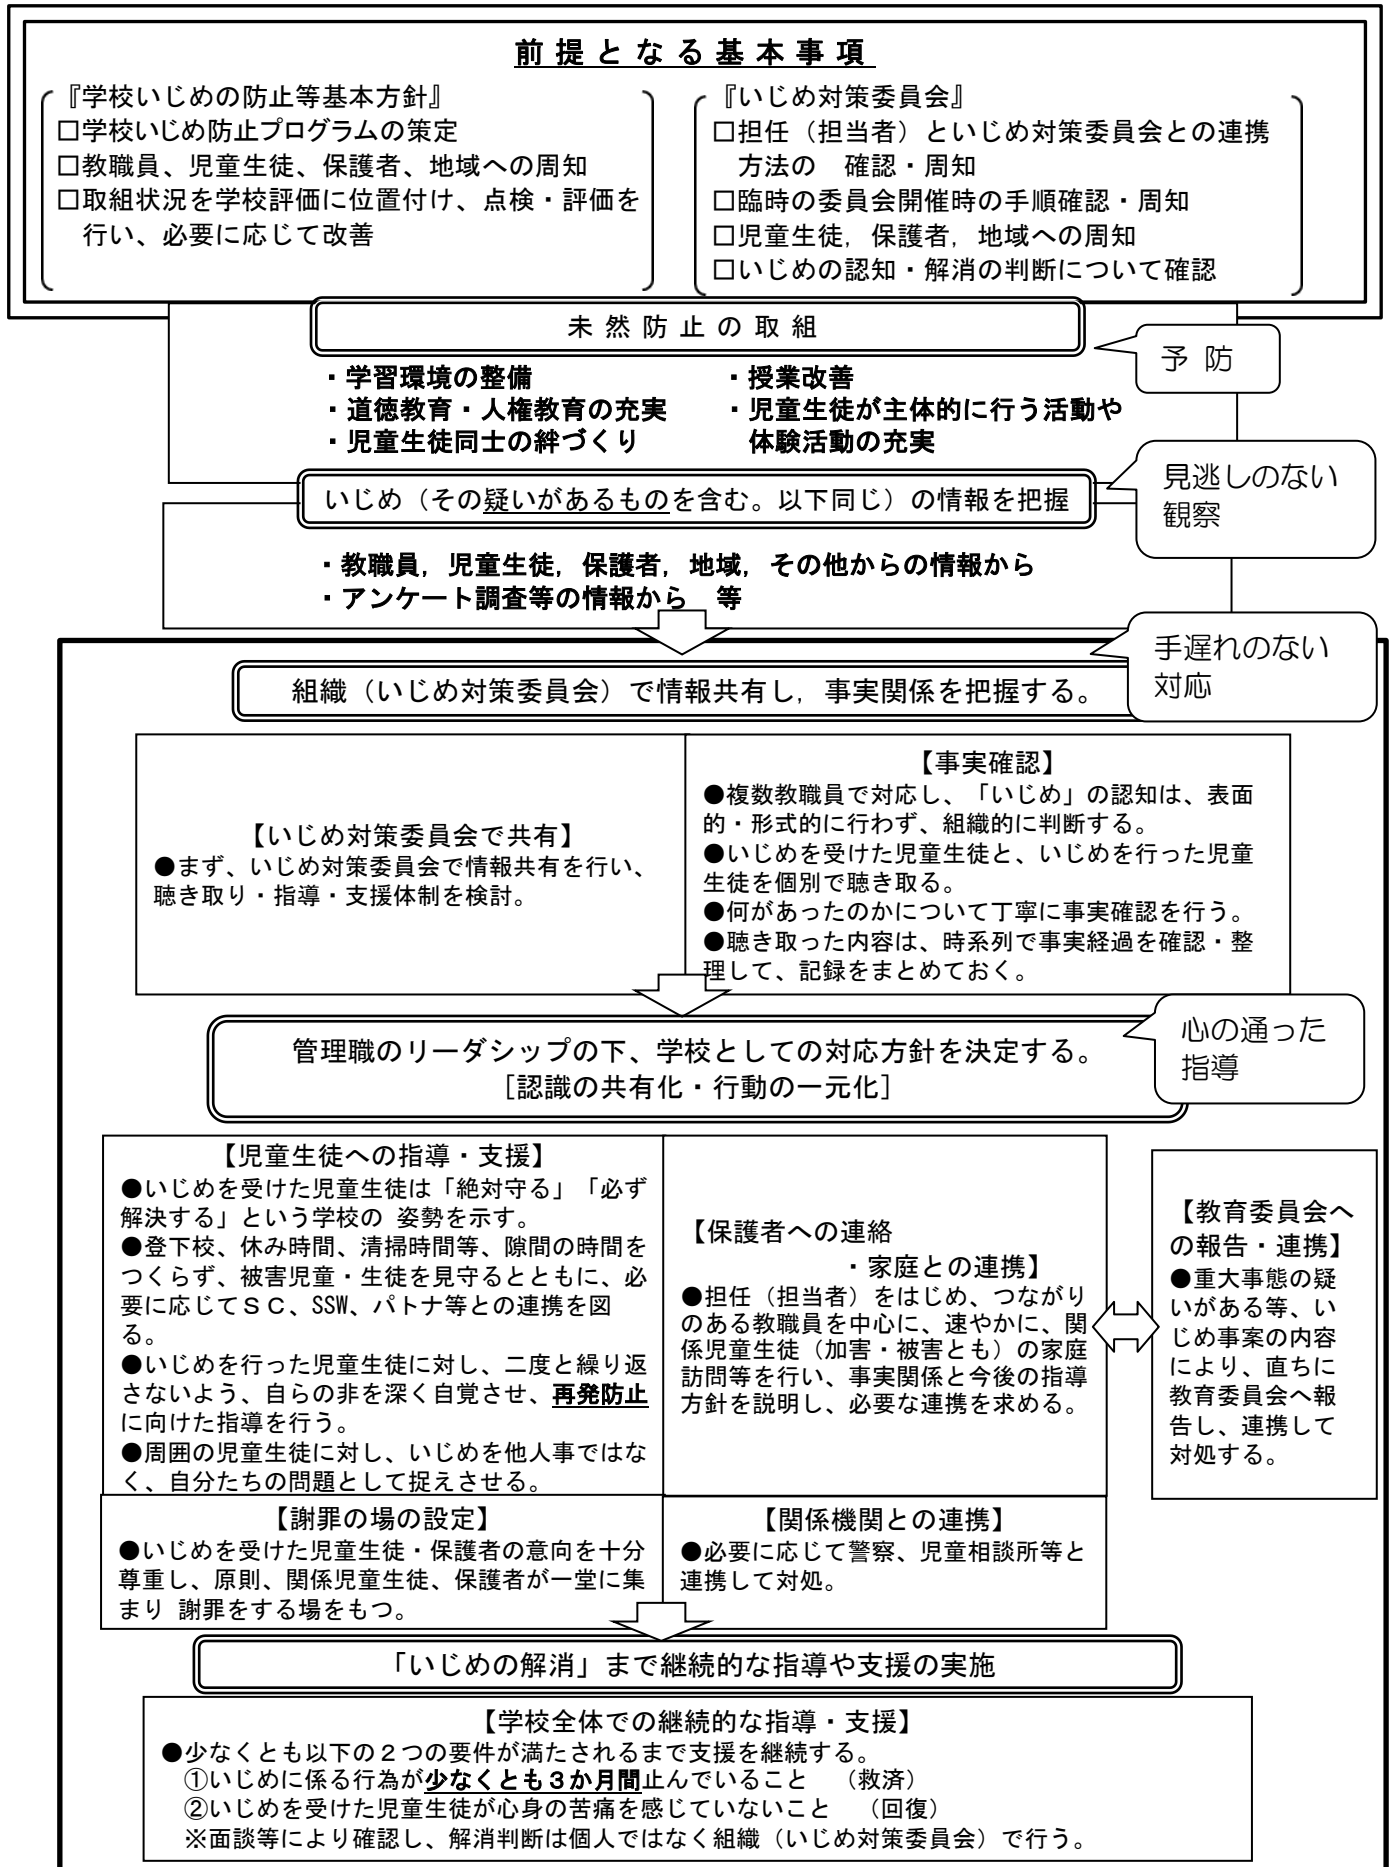 前提となる基本事項
『学校いじめの防止等基本方針』
□学校いじめ防止プログラムの策定
□教職員、児童生徒、保護者、地域への周知
□取組状況を学校評価に位置付け、点検・評価を
行い、必要に応じて改善
『いじめ対策委員会』
□担任（担当者）といじめ対策委員会との連携
方法の　確認・周知
□臨時の委員会開催時の手順確認・周知
□児童生徒，保護者，地域への周知
□いじめの認知・解消の判断について確認
未然防止の取組
予 防
・学習環境の整備
・道徳教育・人権教育の充実
・児童生徒同士の絆づくり
・授業改善
・児童生徒が主体的に行う活動や
体験活動の充実
見逃しのない
観察
いじめ（その疑いがあるものを含む。以下同じ）の情報を把握
・教職員，児童生徒，保護者，地域，その他からの情報から
・アンケート調査等の情報から　等
手遅れのない
対応
組織（いじめ対策委員会）で情報共有し，事実関係を把握する。
【いじめ対策委員会で共有】
●まず、いじめ対策委員会で情報共有を行い、
聴き取り・指導・支援体制を検討。
【事実確認】
●複数教職員で対応し、「いじめ」の認知は、表面
的・形式的に行わず、組織的に判断する。
●いじめを受けた児童生徒と、いじめを行った児童
生徒を個別で聴き取る。
●何があったのかについて丁寧に事実確認を行う。
●聴き取った内容は、時系列で事実経過を確認・整
理して、記録をまとめておく。
心の通った
指導
管理職のリーダシップの下、学校としての対応方針を決定する。
［認識の共有化・行動の一元化］
【児童生徒への指導・支援】
●いじめを受けた児童生徒は「絶対守る」「必ず
解決する」という学校の 姿勢を示す。
●登下校、休み時間、清掃時間等、隙間の時間を
つくらず、被害児童・生徒を見守るとともに、必
要に応じてＳＣ、SSW、パトナ等との連携を図
る。
●いじめを行った児童生徒に対し、二度と繰り返
さないよう、自らの非を深く自覚させ、再発防止
に向けた指導を行う。
●周囲の児童生徒に対し、いじめを他人事ではな
く、自分たちの問題として捉えさせる。
【保護者への連絡
・家庭との連携】
●担任（担当者）をはじめ、つながり
のある教職員を中心に、速やかに、関
係児童生徒（加害・被害とも）の家庭
訪問等を行い、事実関係と今後の指導
方針を説明し、必要な連携を求める。
【教育委員会へ
の報告・連携】
●重大事態の疑
いがある等、い
じめ事案の内容
により、直ちに
教育委員会へ報
告し、連携して
対処する。
【謝罪の場の設定】
●いじめを受けた児童生徒・保護者の意向を十分
尊重し、原則、関係児童生徒、保護者が一堂に集
まり 謝罪をする場をもつ。
【関係機関との連携】
●必要に応じて警察、児童相談所等と
連携して対処。
「いじめの解消」まで継続的な指導や支援の実施
【学校全体での継続的な指導・支援】
●少なくとも以下の２つの要件が満たされるまで支援を継続する。
①いじめに係る行為が少なくとも３か月間止んでいること　（救済）
②いじめを受けた児童生徒が心身の苦痛を感じていないこと　（回復）
※面談等により確認し、解消判断は個人ではなく組織（いじめ対策委員会）で行う。